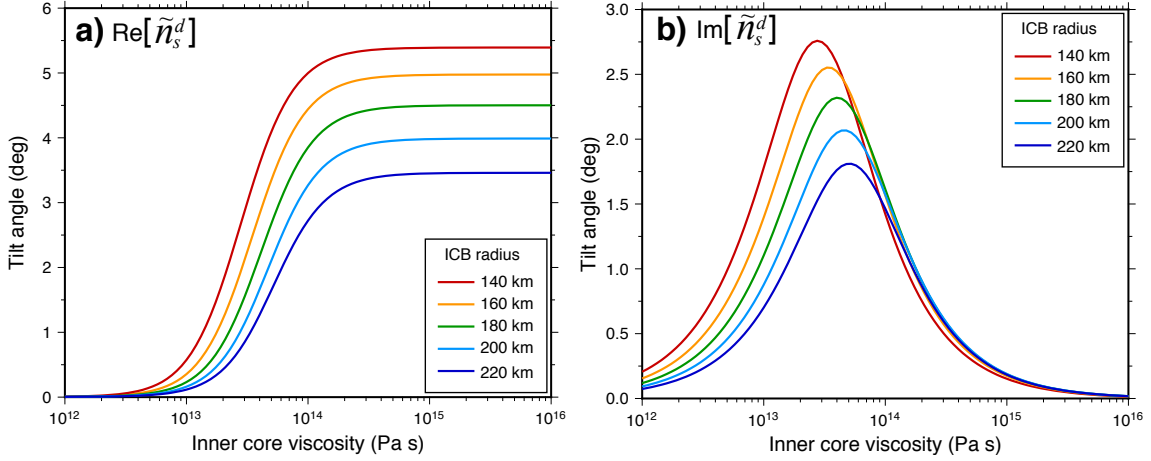 a) Re[ñ_s^d]
6
5
4
3
2
1
0
Tilt angle (deg)
ICB radius
140 km
160 km
180 km
200 km
220 km
10^12 10^13 10^14 10^15 10^16
Inner core viscosity (Pa s)
b) Im[ñ_s^d]
3.0
2.5
2.0
1.5
1.0
0.5
0.0
Tilt angle (deg)
ICB radius
140 km
160 km
180 km
200 km
220 km
10^12 10^13 10^14 10^15 10^16
Inner core viscosity (Pa s)